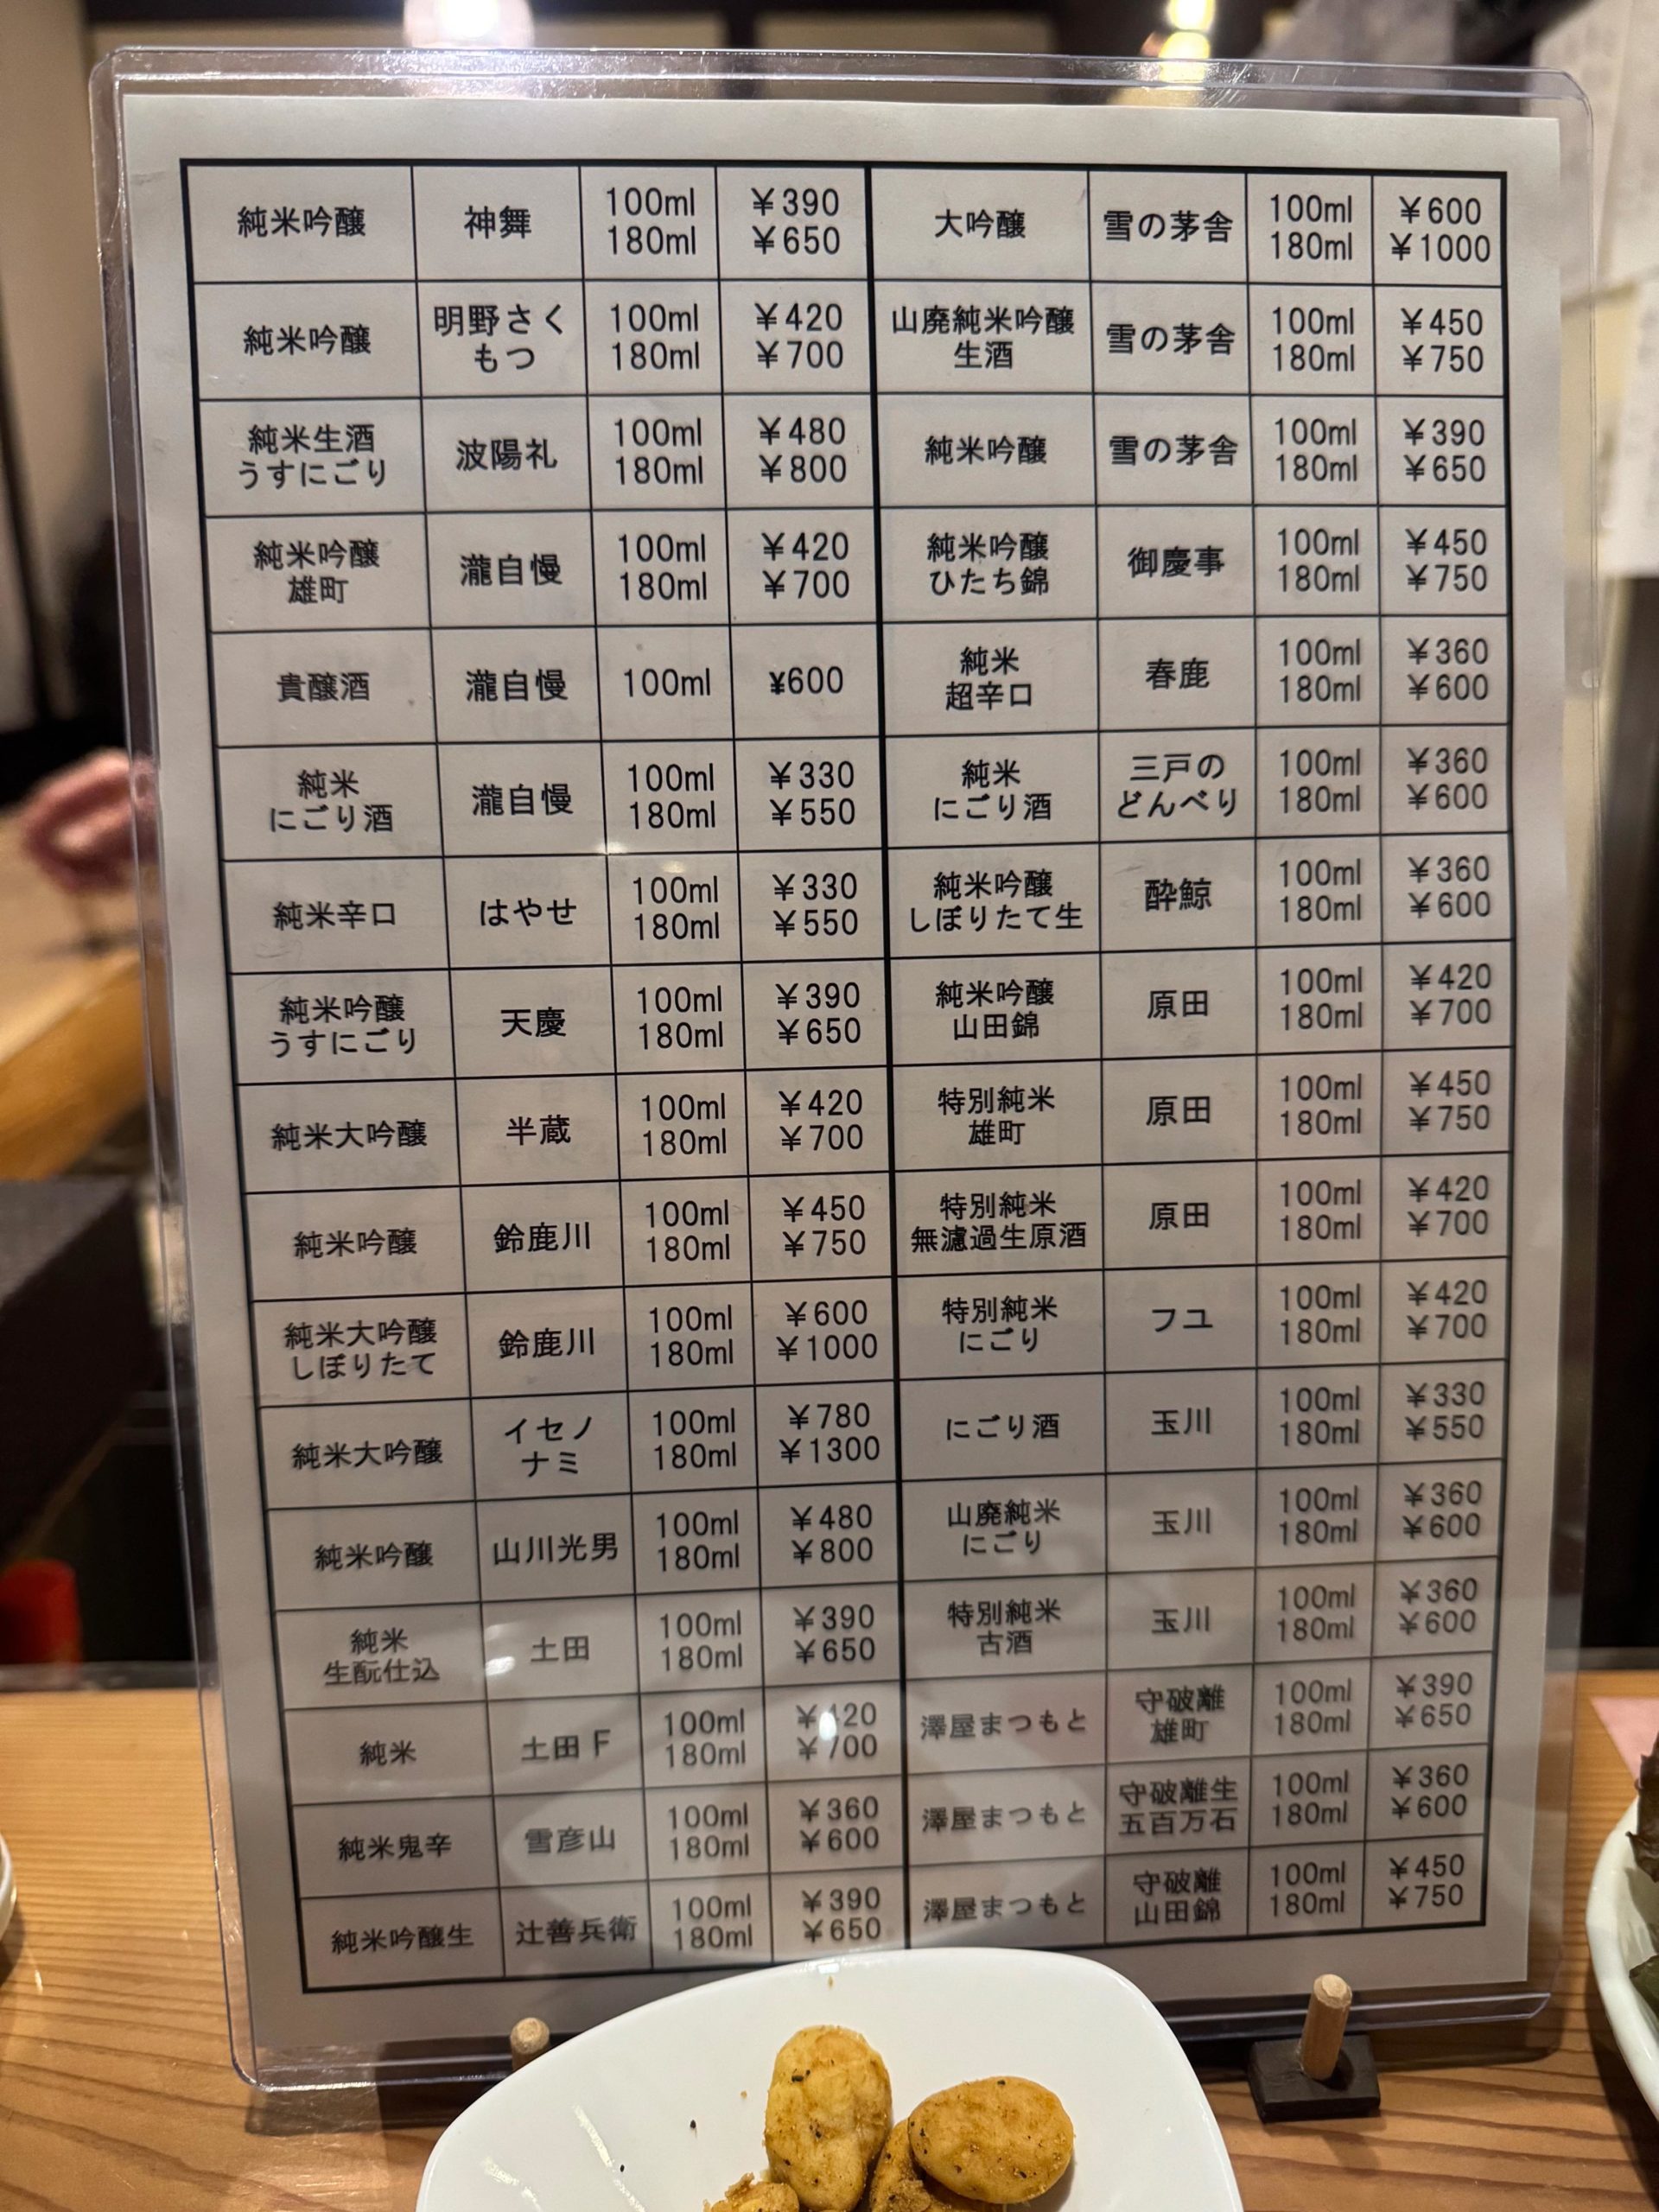 純米吟醸 神舞 100ml ¥390
180ml ¥650
純米吟醸 明野さく 100ml ¥420
もつ 180ml ¥700
純米生酒 波陽礼 100ml ¥480
うすにごり 180ml ¥800
純米吟醸 瀧自慢 100ml ¥420
雄町 180ml ¥700
貴醸酒 瀧自慢 100ml ¥600
純米 瀧自慢 100ml ¥330
にごり酒 180ml ¥550
純米辛口 はやせ 100ml ¥330
180ml ¥550
純米吟醸 天慶 100ml ¥390
うすにごり 180ml ¥650
純米大吟醸 半蔵 100ml ¥420
180ml ¥700
純米吟醸 鈴鹿川 100ml ¥450
180ml ¥750
純米大吟醸 鈴鹿川 100ml ¥600
しぼりたて 180ml ¥1000
純米大吟醸 イセノ 100ml ¥780
ナミ 180ml ¥1300
純米吟醸 山川光男 100ml ¥480
180ml ¥800
純米 土田 100ml ¥390
生酛仕込 180ml ¥650
純米 土田 F 100ml ¥420
180ml ¥700
純米鬼辛 雪彦山 100ml ¥360
180ml ¥600
純米吟醸生 辻善兵衛 100ml ¥390
180ml ¥650
大吟醸 雪の茅舎 100ml ¥600
180ml ¥1000
山廃純米吟醸 雪の茅舎 100ml ¥450
生酒 180ml ¥750
純米吟醸 雪の茅舎 100ml ¥390
180ml ¥650
純米吟醸 御慶事 100ml ¥450
ひたち錦 180ml ¥750
純米 春鹿 100ml ¥360
超辛口 180ml ¥600
純米 三戸の 100ml ¥360
にごり酒 どんべり 180ml ¥600
純米吟醸 酔鯨 100ml ¥360
しぼりたて生 180ml ¥600
純米吟醸 原田 100ml ¥420
山田錦 180ml ¥700
特別純米 原田 100ml ¥450
雄町 180ml ¥750
特別純米 原田 100ml ¥420
無濾過生原酒 180ml ¥700
特別純米 フユ 100ml ¥420
にごり 180ml ¥700
にごり酒 玉川 100ml ¥330
180ml ¥550
山廃純米 玉川 100ml ¥360
にごり 180ml ¥600
特別純米 玉川 100ml ¥360
古酒 180ml ¥600
澤屋まつもと 守破離 100ml ¥390
雄町 180ml ¥650
澤屋まつもと 守破離生 100ml ¥360
五百万石 180ml ¥600
澤屋まつもと 守破離 100ml ¥450
山田錦 180ml ¥750